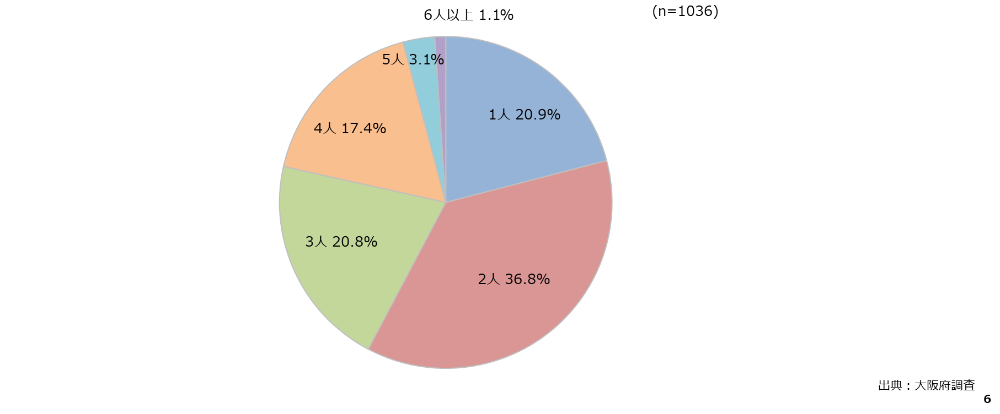 6人以上 1.1%
(n=1036)
5人 3.1%
1人 20.9%
4人 17.4%
3人 20.8%
2人 36.8%
出典：大阪府調査
6